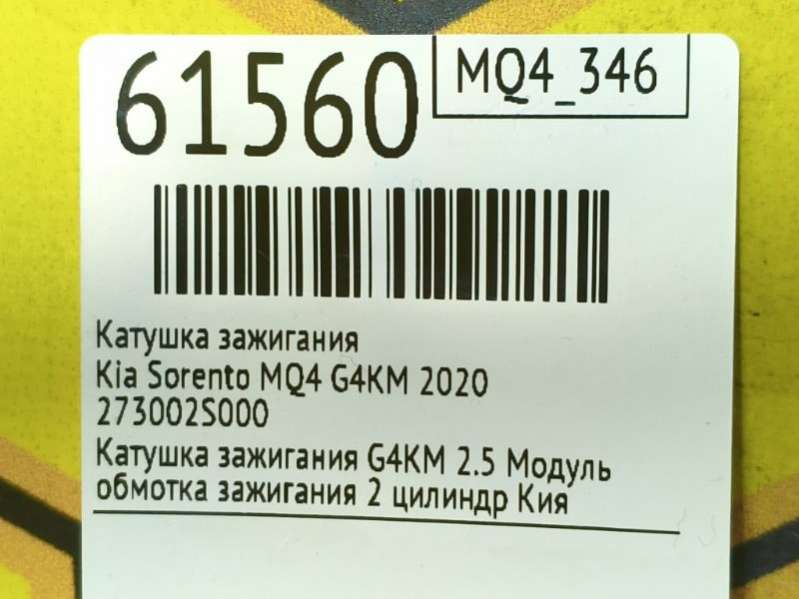 61560
MQ4_346
Катушка зажигания
Kia Sorento MQ4 G4KM 2020
273002S000
Катушка зажигания G4KM 2.5 Модуль
обмотка зажигания 2 цилиндр Кия